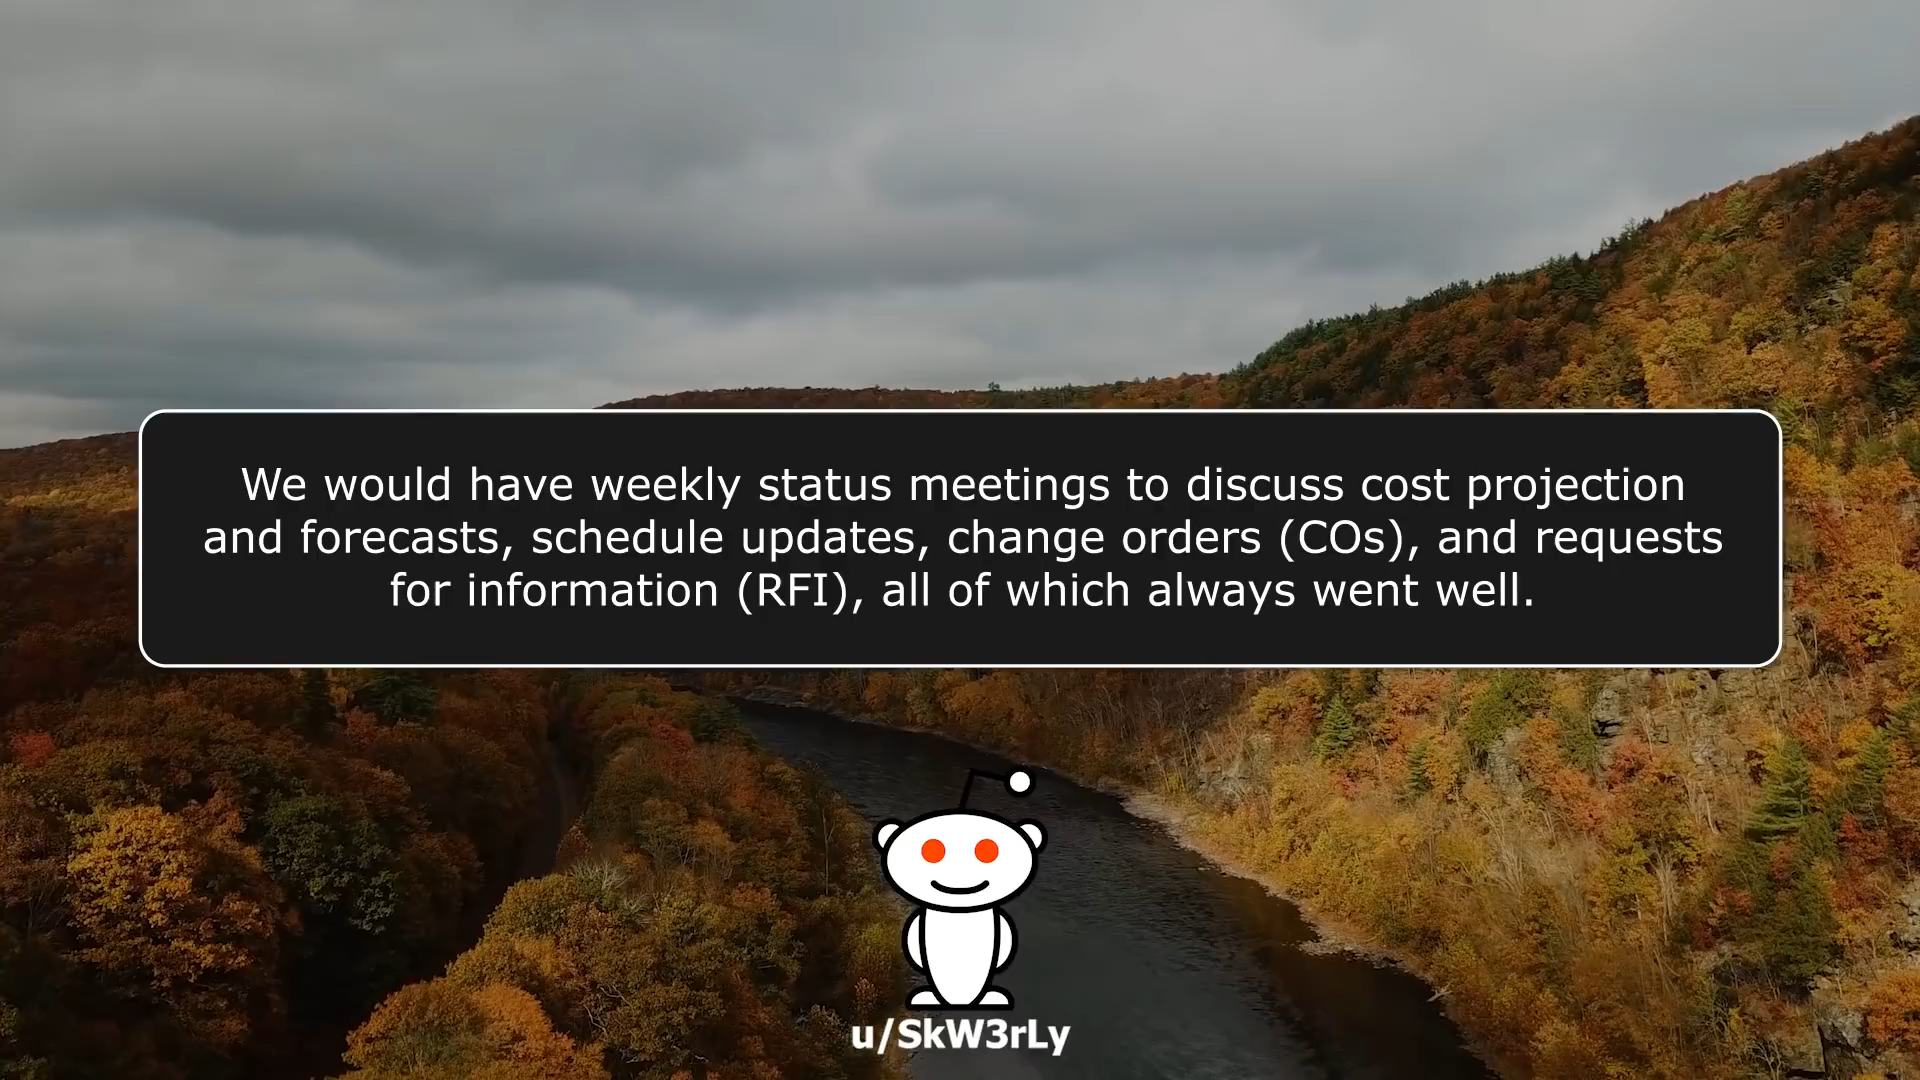 We would have weekly status meetings to discuss cost projection
and forecasts, schedule updates, change orders (COs), and requests
for information (RFI), all of which always went well.
u/SkW3rLy